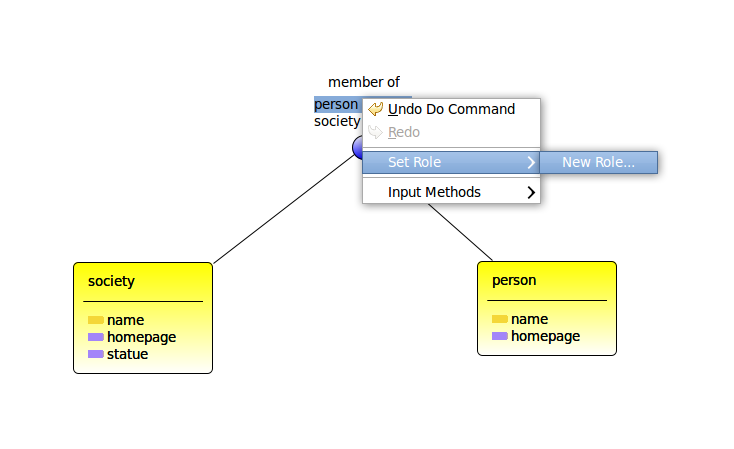 member of
person
society
Undo Do Command
Redo
Set Role
New Role...
Input Methods
society
name
homepage
statue
person
name
homepage